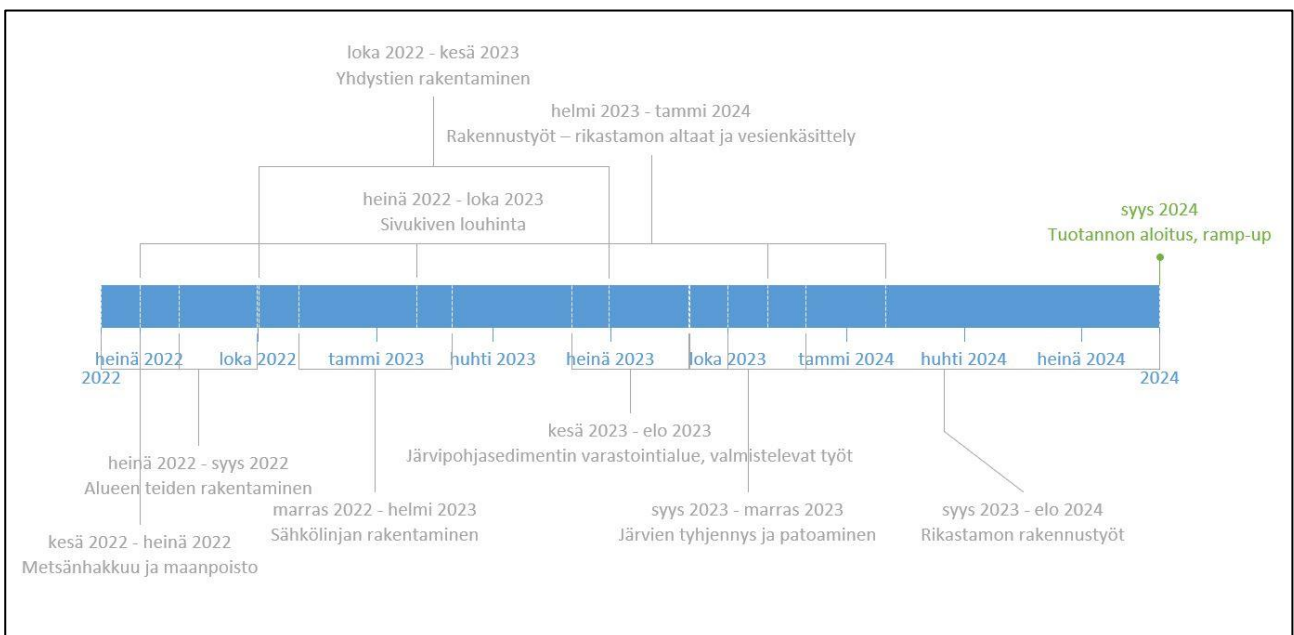 loka 2022 - kesä 2023
Yhdystien rakentaminen
helmi 2023 - tammi 2024
Rakennustyöt – rikastamon altaat ja vesienkäsittely
heinä 2022 - loka 2023
Sivukiven louhinta
syys 2024
Tuotannon aloitus, ramp-up
heinä 2022 loka 2022 tammi 2023 huhti 2023 heinä 2023 loka 2023 tammi 2024 huhti 2024 heinä 2024
2022 2024
kesä 2023 - elo 2023
Järvipohjasedimentin varastointialue, valmistelevat työt
heinä 2022 - syys 2022
Alueen teiden rakentaminen
marras 2022 - helmi 2023
Sähkölinjan rakentaminen
syys 2023 - marras 2023
Järvien tyhjennys ja patoaminen
syys 2023 - elo 2024
Rikastamon rakennustyöt
kesä 2022 - heinä 2022
Metsänhakkuu ja maanpoisto